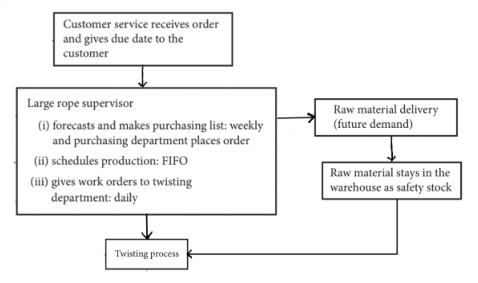 Customer service receives order
and gives due date to the
customer
Large rope supervisor
(i) forecasts and makes purchasing list: weekly
and purchasing department places order
(ii) schedules production: FIFO
(iii) gives work orders to twisting
department: daily
Raw material delivery
(future demand)
Raw material stays in the
warehouse as safety stock
Twisting process